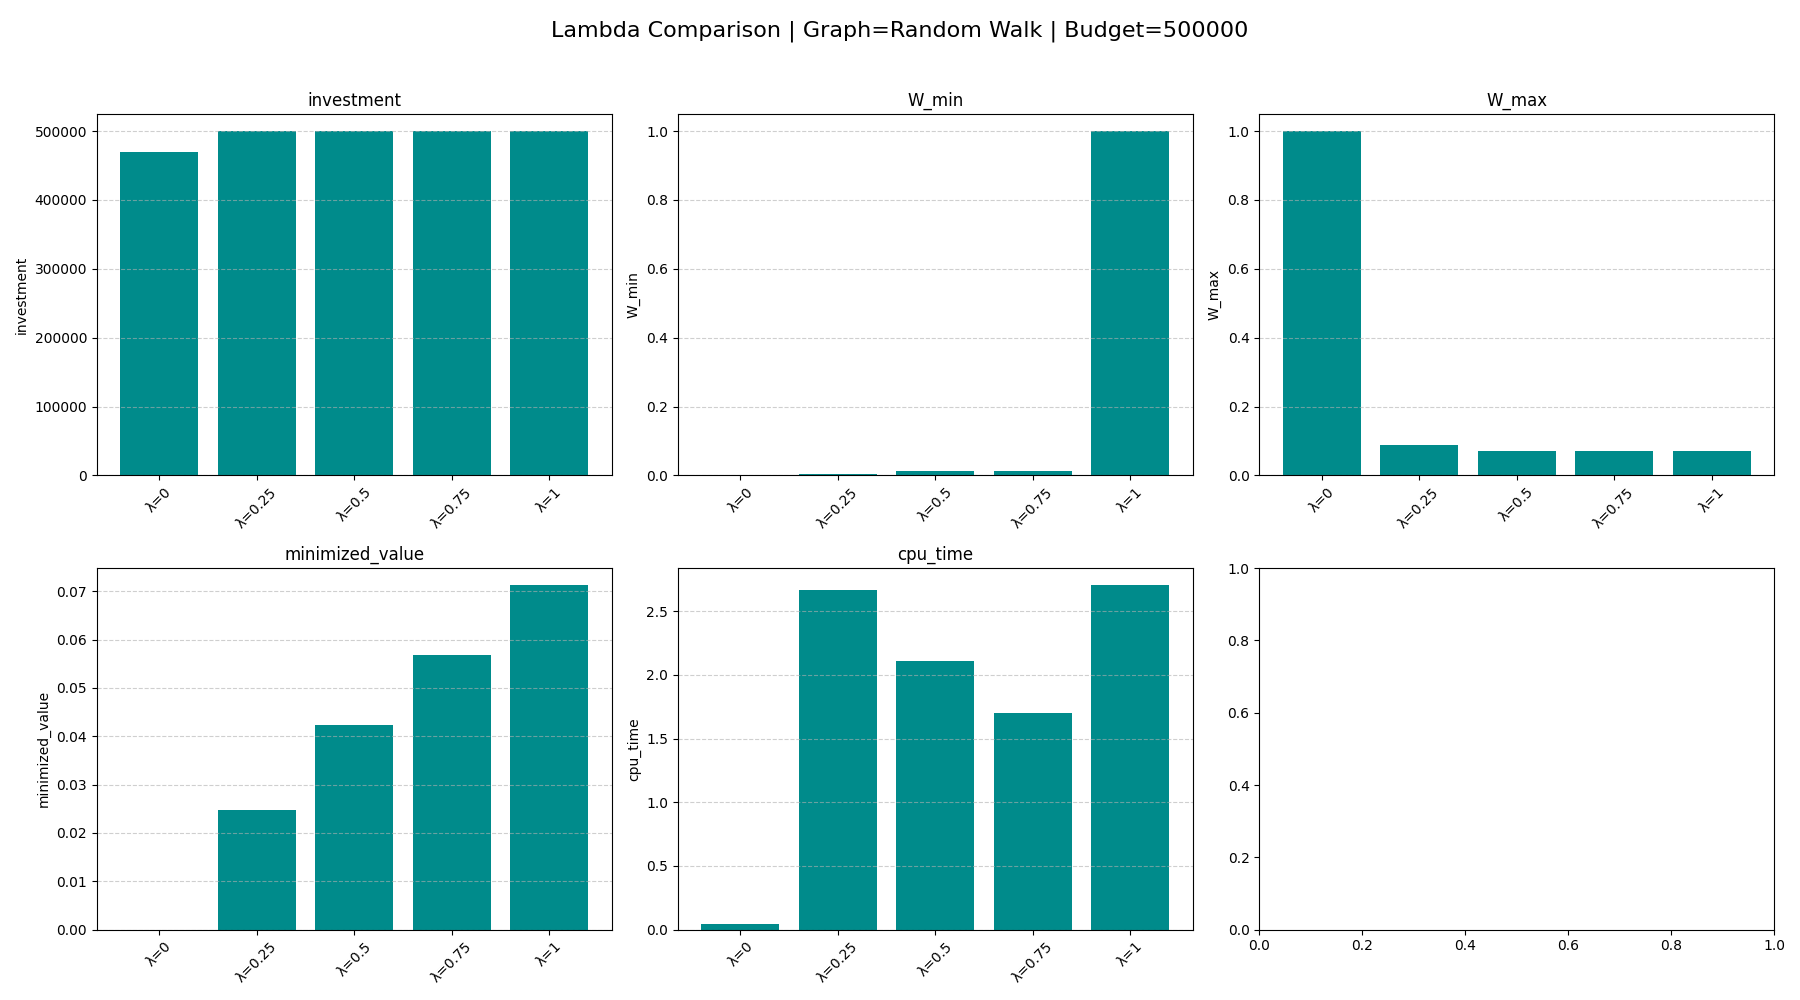 Lambda Comparison | Graph=Random Walk | Budget=500000
investment
investment
500000
400000
300000
200000
100000
0
λ=0
λ=0.25
λ=0.5
λ=0.75
λ=1
W_min
W_min
1.0
0.8
0.6
0.4
0.2
0.0
λ=0
λ=0.25
λ=0.5
λ=0.75
λ=1
W_max
W_max
1.0
0.8
0.6
0.4
0.2
0.0
λ=0
λ=0.25
λ=0.5
λ=0.75
λ=1
minimized_value
minimized_value
0.07
0.06
0.05
0.04
0.03
0.02
0.01
0.00
λ=0
λ=0.25
λ=0.5
λ=0.75
λ=1
cpu_time
cpu_time
2.5
2.0
1.5
1.0
0.5
0.0
λ=0
λ=0.25
λ=0.5
λ=0.75
λ=1
1.0
0.8
0.6
0.4
0.2
0.0
0.0 0.2 0.4 0.6 0.8 1.0